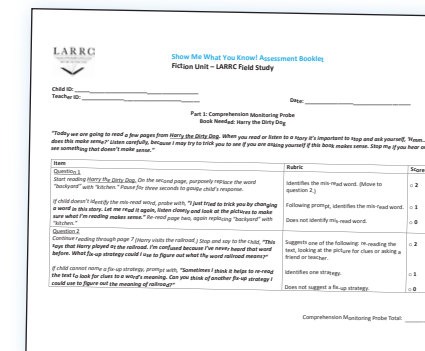 LARRC
Show Me What You Know! Assessment Booklet
Fiction Unit – LARRC Field Study
Child ID:
Teacher ID:
Date:
Part 1: Comprehension Monitoring Probe
Book Needed: Harry the Dirty Dog
"Today we are going to read a few pages from Harry the Dirty Dog. When you read or listen to a story it's important to stop and ask yourself, "Hmm...
does this make sense?' Listen carefully, because I may try to trick you to see if you are asking yourself if this book makes sense. Stop me if you hear or
see something that doesn't make sense."
Item Rubric Score
Question 1
Start reading Harry the Dirty Dog. On the second page, purposely replace the word
"backyard" with "kitchen." Pause for three seconds to gauge child's response.
Identifies the mis-read word. (Move to
question 2.)
○ 2
If child doesn't identify the mis-read word, probe with, "I just tried to trick you by changing
a word in this story. Let me read it again, listen closely and look at the pictures to make
sure what I'm reading makes sense." Re-read page two, again replacing "backyard" with
"kitchen."
Following prompt, identifies the mis-read word.
○ 1
Does not identify mis-read word.
○ 0
Question 2
Continue reading through page 7 (Harry visits the railroad.) Stop and say to the child, "This
says that Harry played at the railroad. I'm confused because I've never heard that word
before. What fix-up strategy could I use to figure out what the word railroad means?"
Suggests one of the following: re-reading the
text, looking at the picture for clues or asking a
friend or teacher.
○ 2
If child cannot name a fix-up strategy, prompt with, "Sometimes I think it helps to re-read
the text to look for clues to a word's meaning. Can you think of another fix-up strategy I
could use to figure out the meaning of railroad?"
Identifies one strategy.
○ 1
Does not suggest a fix-up strategy.
○ 0
Comprehension Monitoring Probe Total: